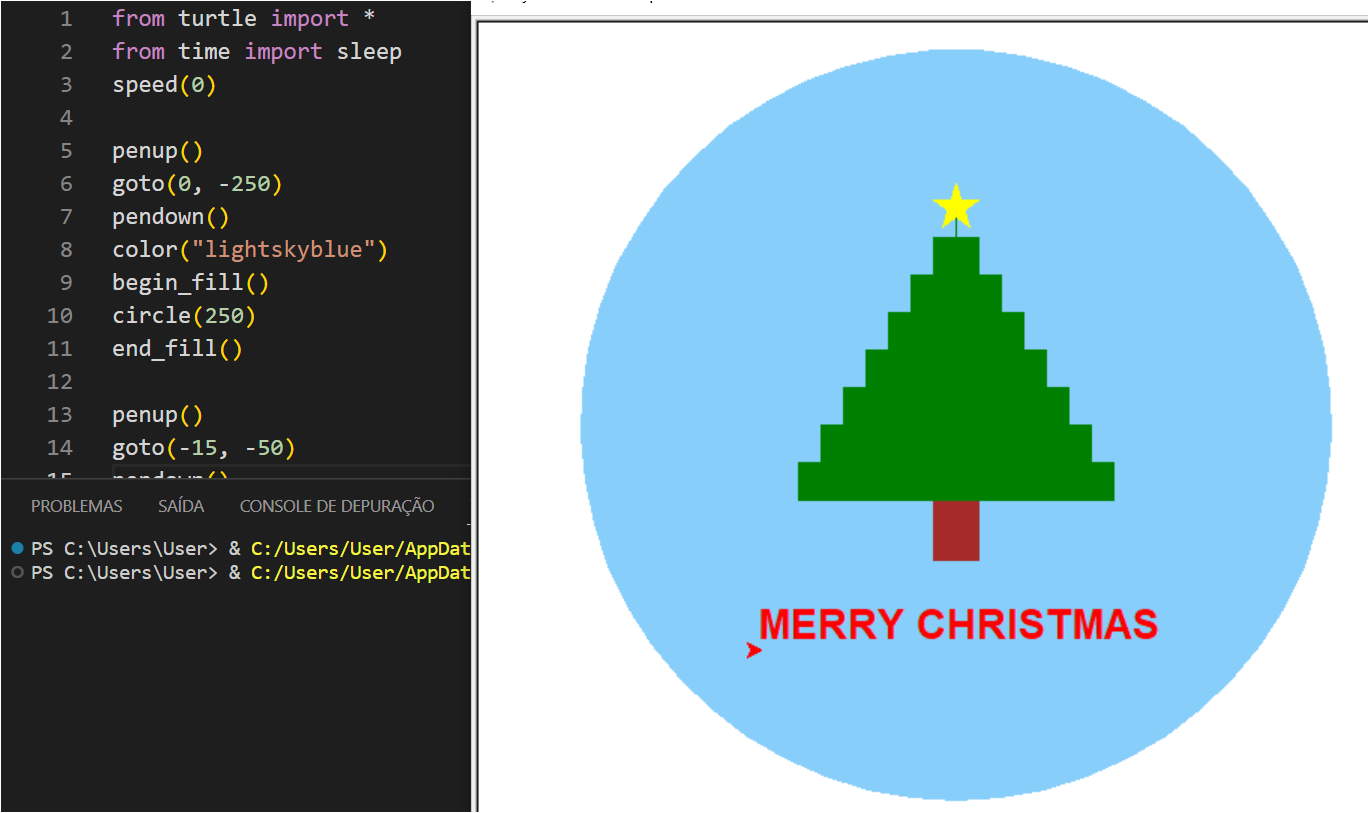 1 from turtle import *
2 from time import sleep
3 speed(0)
4
5 penup()
6 goto(0, -250)
7 pendown()
8 color("lightskyblue")
9 begin_fill()
10 circle(250)
11 end_fill()
12
13 penup()
14 goto(-15, -50)
15 pendown()
PROBLEMAS SAÍDA CONSOLE DE DEPURAÇÃO
PS C:\Users\User> & C:/Users/User/AppDat
PS C:\Users\User> & C:/Users/User/AppDat
MERRY CHRISTMAS